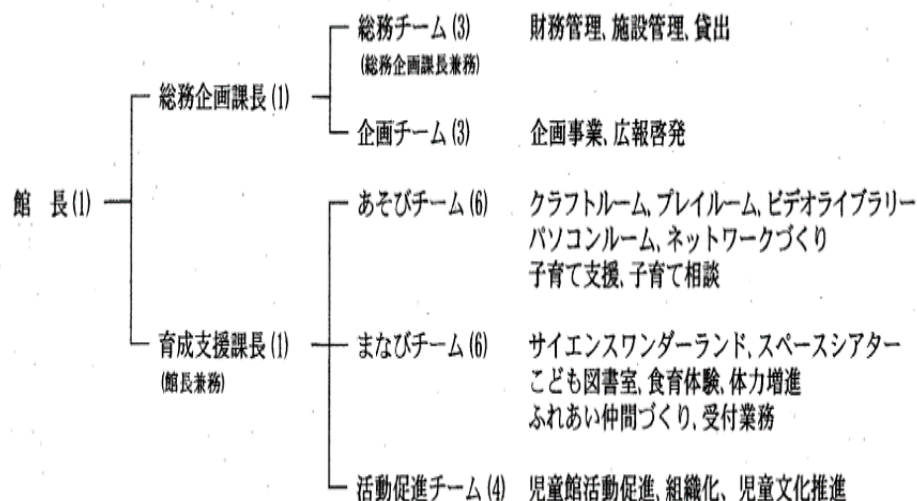 館　長(1)
総務企画課長(1)
総務チーム(3)　財務管理、施設管理、貸出
(総務企画課長兼務)
企画チーム(3)　企画事業、広報啓発
育成支援課長(1)
(館長兼務)
あそびチーム(6)　クラフトルーム、プレイルーム、ビデオライブラリー
パソコンルーム、ネットワークづくり
子育て支援、子育て相談
まなびチーム(6)　サイエンスワンダーランド、スペースシアター
こども図書室、食育体験、体力増進
ふれあい仲間づくり、受付業務
活動促進チーム(4)　児童館活動促進、組織化、児童文化推進